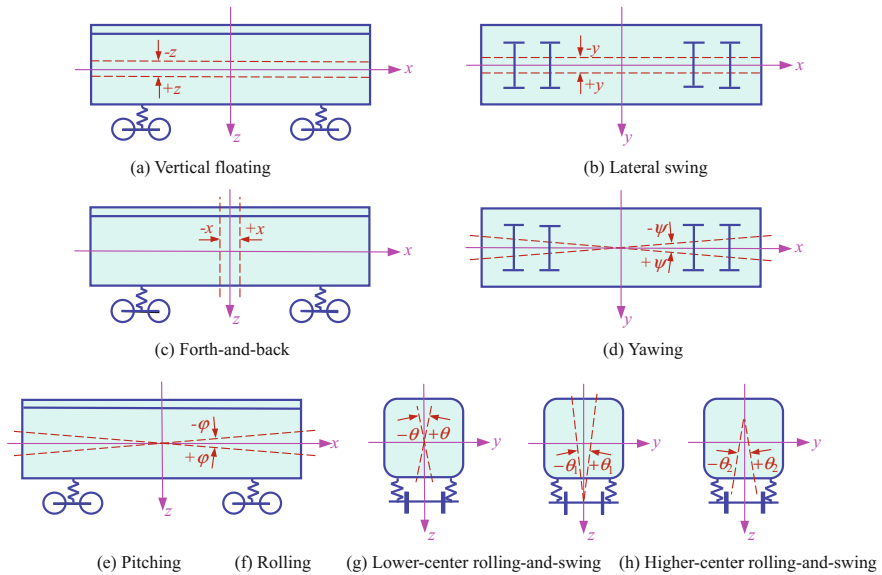 -z
x
+z
z
(a) Vertical floating
-y
x
+y
y
(b) Lateral swing
-x +x
x
z
(c) Forth-and-back
-ψ
x
+ψ
y
(d) Yawing
-φ
x
+φ
z
(e) Pitching
−θ +θ
y
z
(f) Rolling
−θ₁ +θ₁
y
z
(g) Lower-center rolling-and-swing
−θ₂ +θ₂
y
z
(h) Higher-center rolling-and-swing